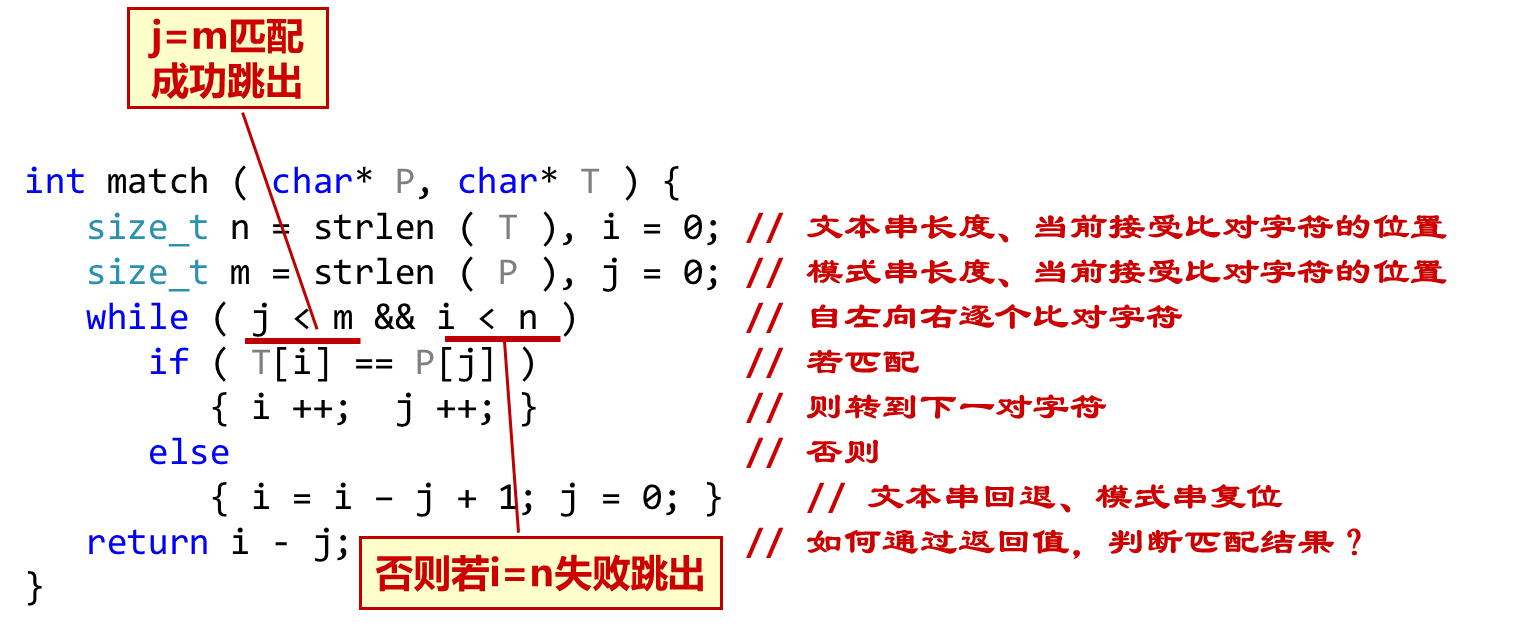 j=m匹配
成功跳出
int match ( char* P, char* T ) {
size_t n = strlen ( T ), i = 0; // 文本串长度、当前接受比对字符的位置
size_t m = strlen ( P ), j = 0; // 模式串长度、当前接受比对字符的位置
while ( j < m && i < n ) // 自左向右逐个比对字符
if ( T[i] == P[j] ) // 若匹配
{ i ++; j ++; } // 则转到下一对字符
else // 否则
{ i = i – j + 1; j = 0; } // 文本串回退、模式串复位
return i - j; // 如何通过返回值，判断匹配结果？
}
否则若i=n失败跳出